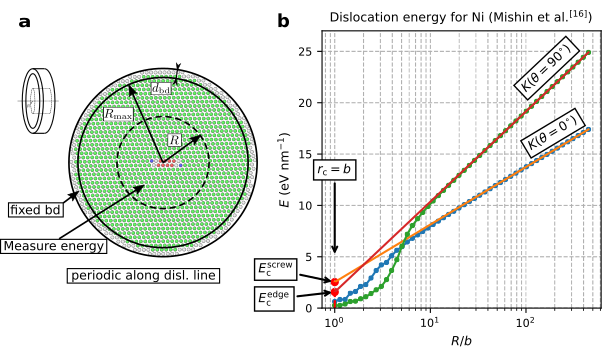 a
d_bd
R_max
R
fixed bd
Measure energy
periodic along disl. line
b
Dislocation energy for Ni (Mishin et al.[16])
E (eV nm⁻¹)
25
20
15
10
5
0
K(θ = 90°)
K(θ = 0°)
r_c = b
E_c^screw
E_c^edge
10⁰
10¹
10²
R/b